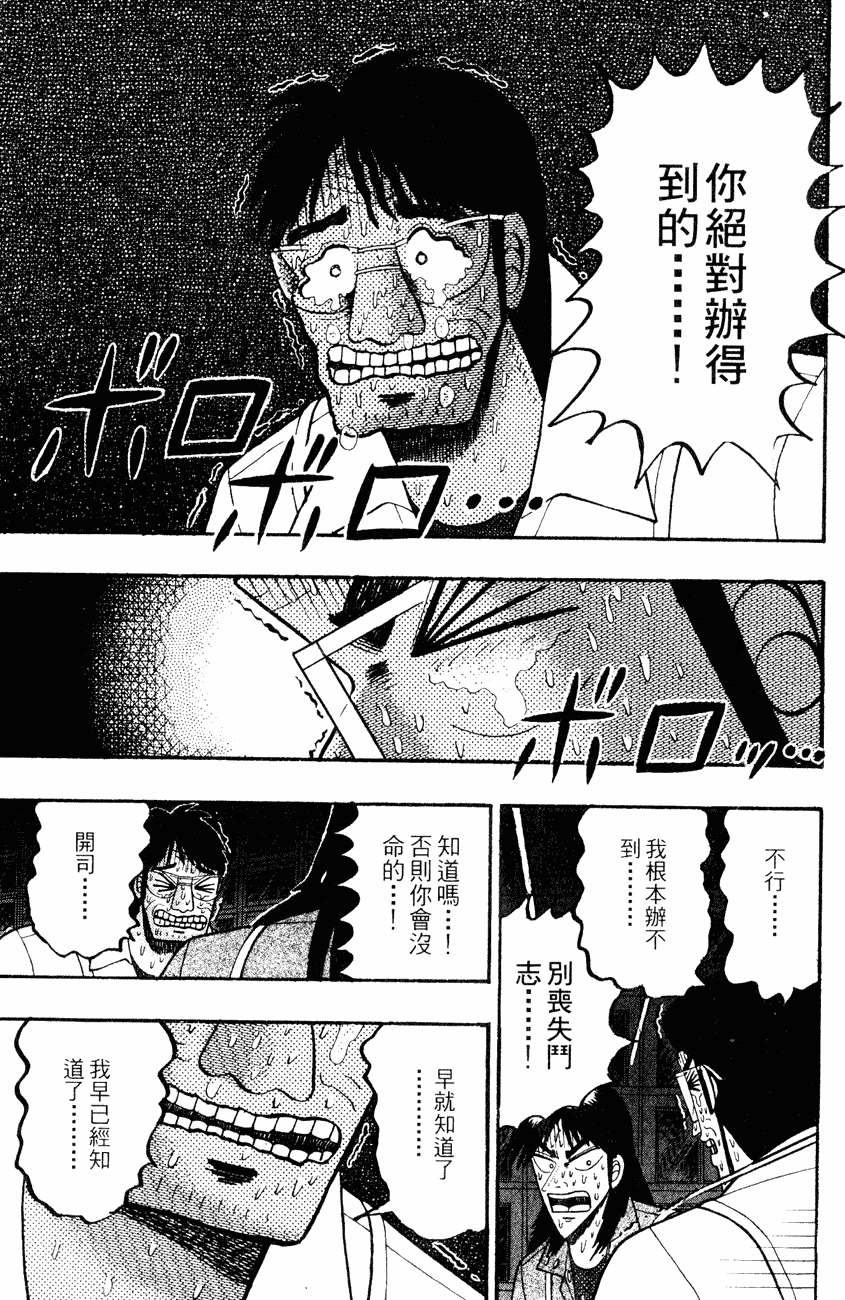 你絕對辦得
到的⋯⋯⋯！
ボロ
ボロ⋯
ボロッ⋯
不行⋯⋯
我根本辦不
到⋯⋯
別喪失鬥
志⋯⋯！
知道嗎⋯！
否則你會沒
命的⋯！
開司⋯⋯
早就知道了
⋯⋯⋯⋯
我早已經知
道了⋯⋯⋯